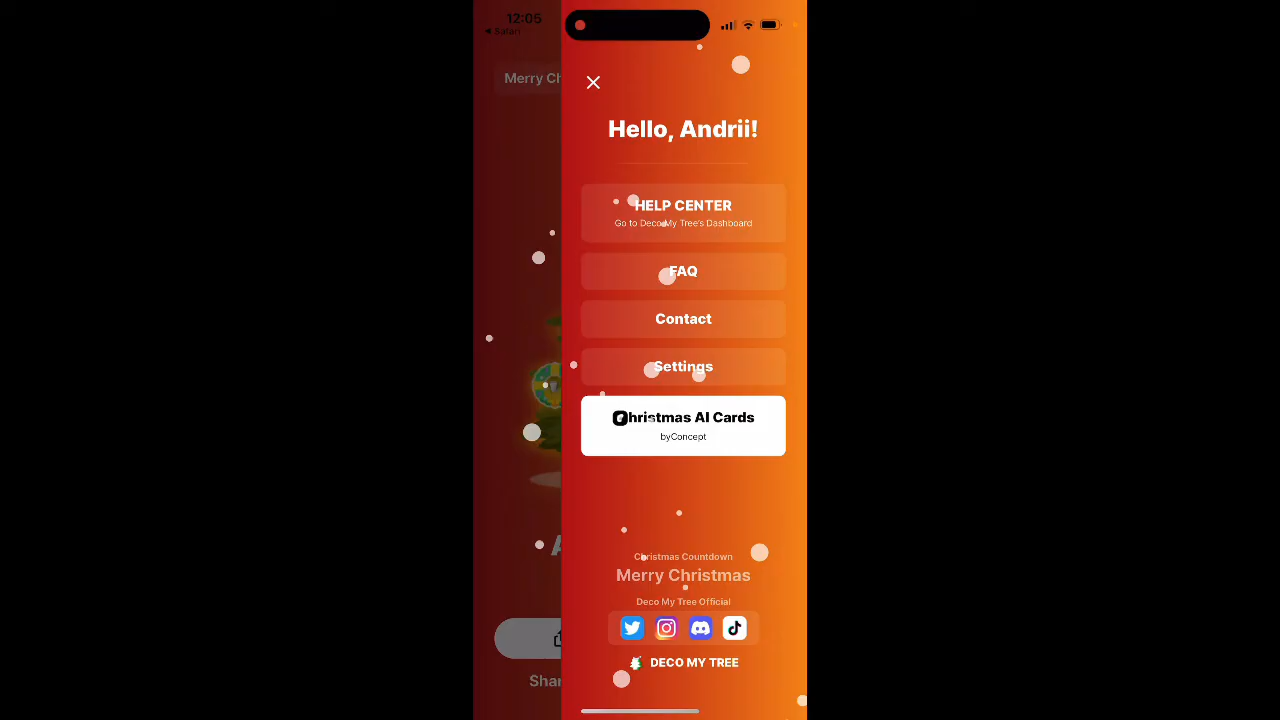 12:05
Safari
Merry Ch
Hello, Andrii!
HELP CENTER
Go to Deco My Tree's Dashboard
FAQ
Contact
Settings
Christmas AI Cards
byConcept
A
Christmas Countdown
Merry Christmas
Deco My Tree Official
Shar
DECO MY TREE